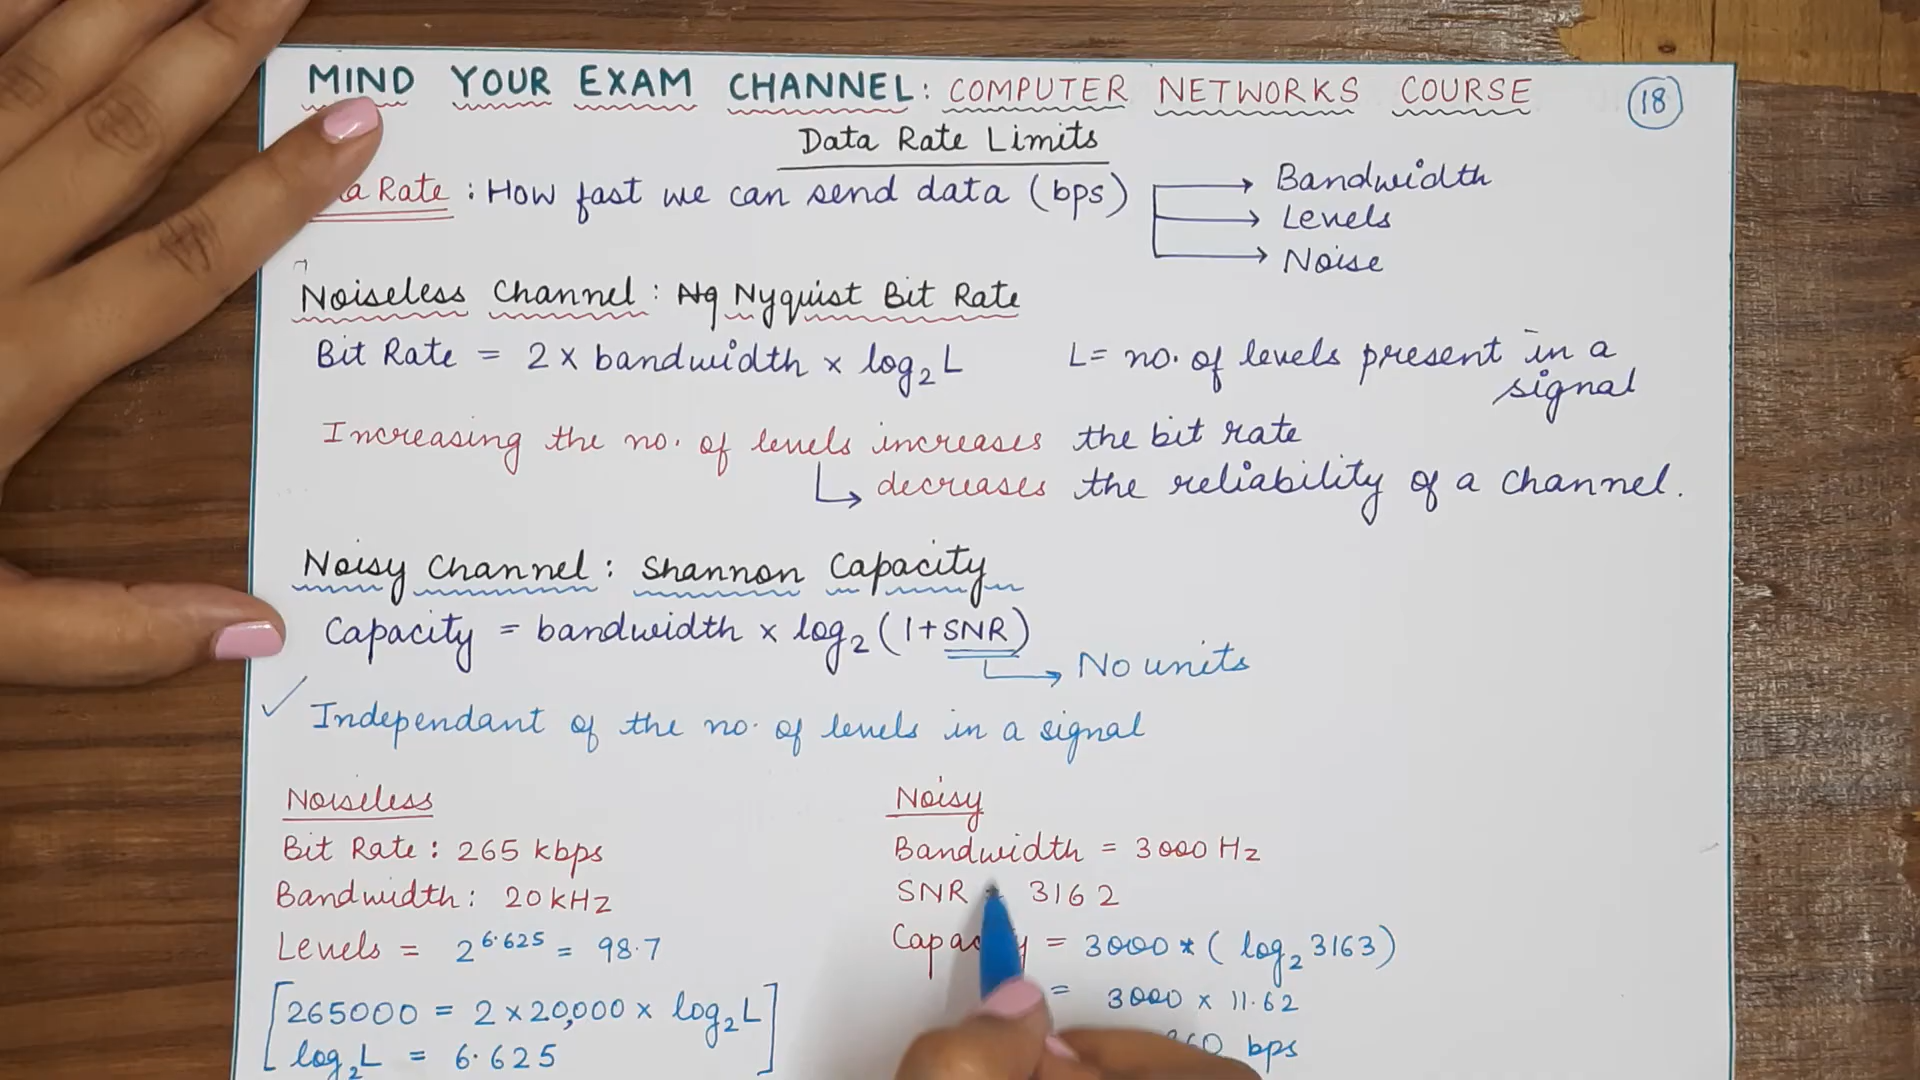 MIND YOUR EXAM CHANNEL: COMPUTER NETWORKS COURSE
18
Data Rate Limits
a Rate : How fast we can send data (bps)
Bandwidth
Levels
Noise
Noiseless Channel: Nq Nyquist Bit Rate
Bit Rate = 2 x bandwidth x log₂L
L= no. of levels present in a signal
Increasing the no. of levels increases the bit rate
decreases the reliability of a channel.
Noisy Channel: Shannon Capacity
Capacity = bandwidth x log₂ (1+SNR)
No units
✓ Independant of the no. of levels in a signal
Noiseless
Bit Rate: 265 kbps
Bandwidth: 20kHz
Levels = 2^6.625 = 98.7
[265000 = 2 x 20,000 x log₂L
log₂L = 6.625]
Noisy
Bandwidth = 3000 Hz
SNR 3162
Capa y = 3000 * ( log₂ 3163)
= 3000 x 11.62
60 bps